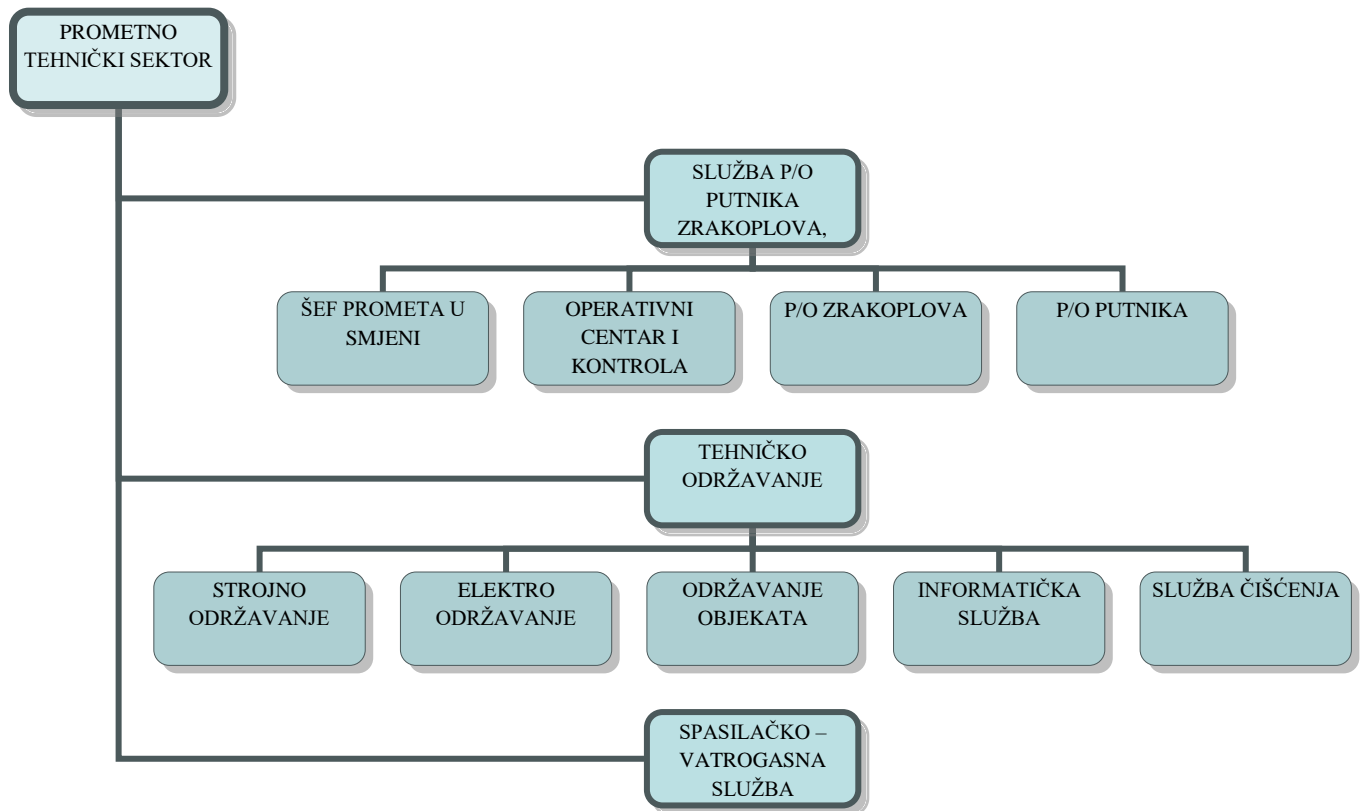 PROMETNO
TEHNIČKI SEKTOR
SLUŽBA P/O
PUTNIKA
ZRAKOPLOVA,
ŠEF PROMETA U
SMJENI
OPERATIVNI
CENTAR I
KONTROLA
P/O ZRAKOPLOVA
P/O PUTNIKA
TEHNIČKO
ODRŽAVANJE
STROJNO
ODRŽAVANJE
ELEKTRO
ODRŽAVANJE
ODRŽAVANJE
OBJEKATA
INFORMATIČKA
SLUŽBA
SLUŽBA ČIŠĆENJA
SPASILAČKO –
VATROGASNA
SLUŽBA